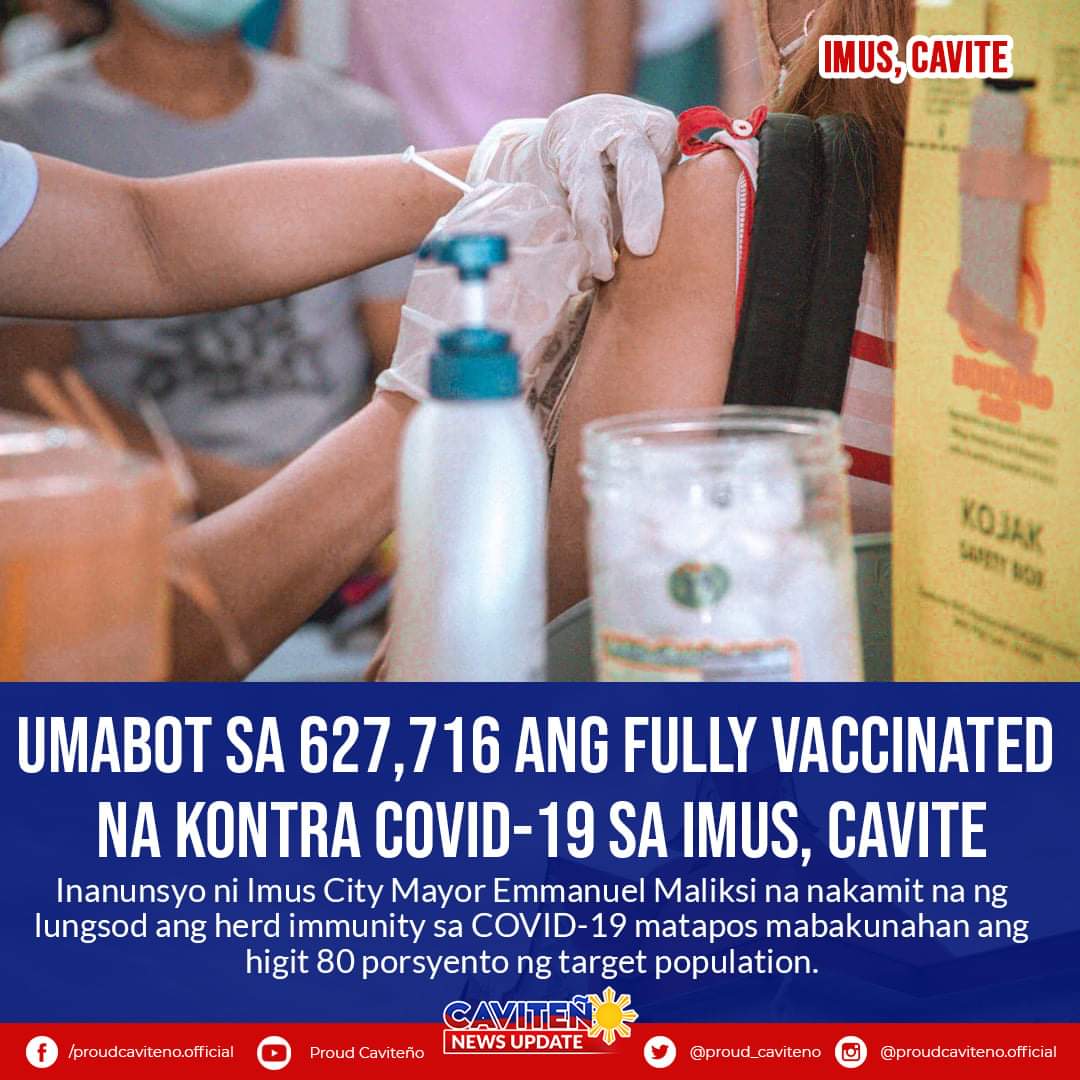 IMUS, CAVITE
KOJAK
SAFETY BOX
UMABOT SA 627,716 ANG FULLY VACCINATED
NA KONTRA COVID-19 SA IMUS, CAVITE
Inanunsyo ni Imus City Mayor Emmanuel Maliksi na nakamit na ng
lungsod ang herd immunity sa COVID-19 matapos mabakunahan ang
higit 80 porsyento ng target population.
CAVITEÑO
NEWS UPDATE
/proudcaviteno.official
Proud Caviteño
@proud_caviteno
@proudcaviteno.official